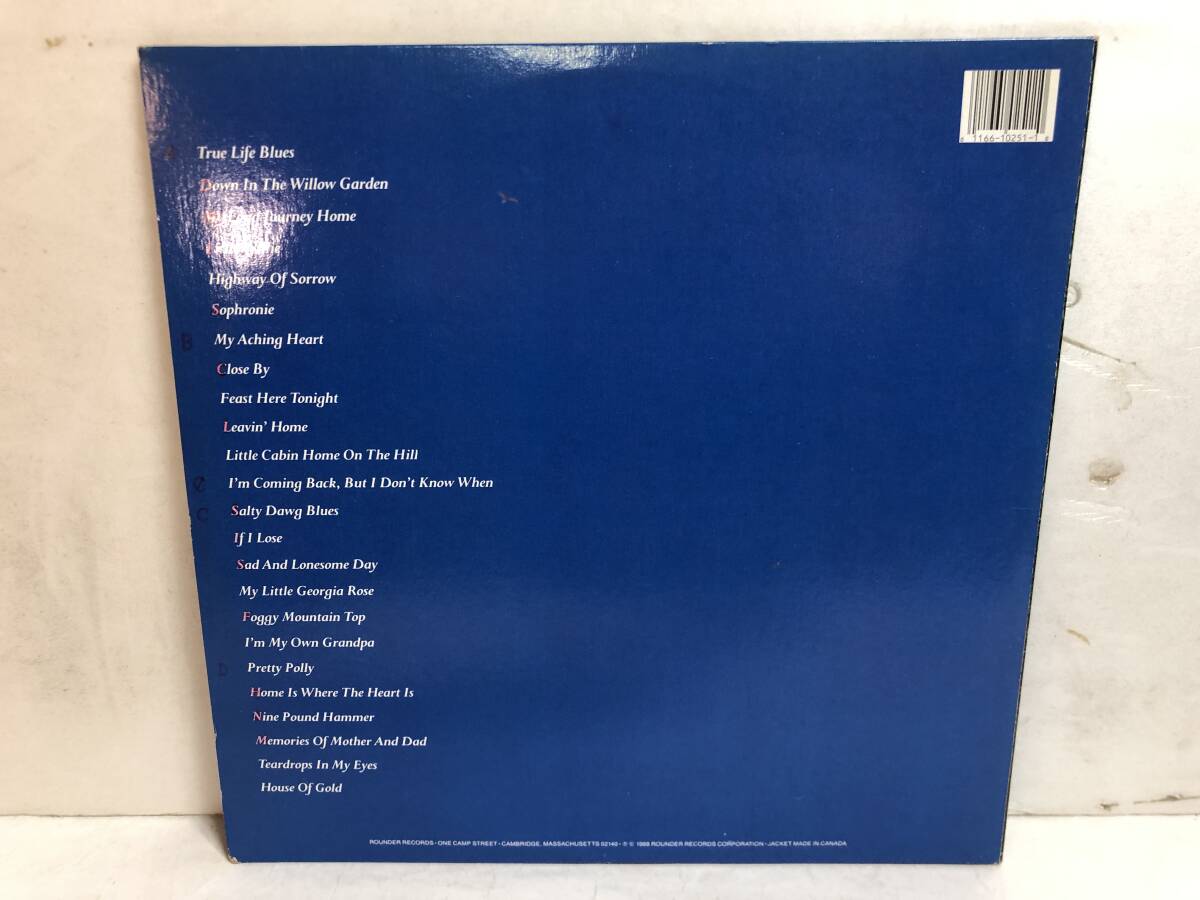 1166-10251-1
A
True Life Blues
Down In The Willow Garden
Journey Home
Highway Of Sorrow
Sophronie
B
My Aching Heart
Close By
Feast Here Tonight
Leavin' Home
Little Cabin Home On The Hill
I'm Coming Back, But I Don't Know When
C
Salty Dawg Blues
If I Lose
Sad And Lonesome Day
My Little Georgia Rose
Foggy Mountain Top
I'm My Own Grandpa
D
Pretty Polly
Home Is Where The Heart Is
Nine Pound Hammer
Memories Of Mother And Dad
Teardrops In My Eyes
House Of Gold
ROUNDER RECORDS • ONE CAMP STREET • CAMBRIDGE, MASSACHUSETTS 02140 • ℗ © 1989 ROUNDER RECORDS CORPORATION • JACKET MADE IN CANADA